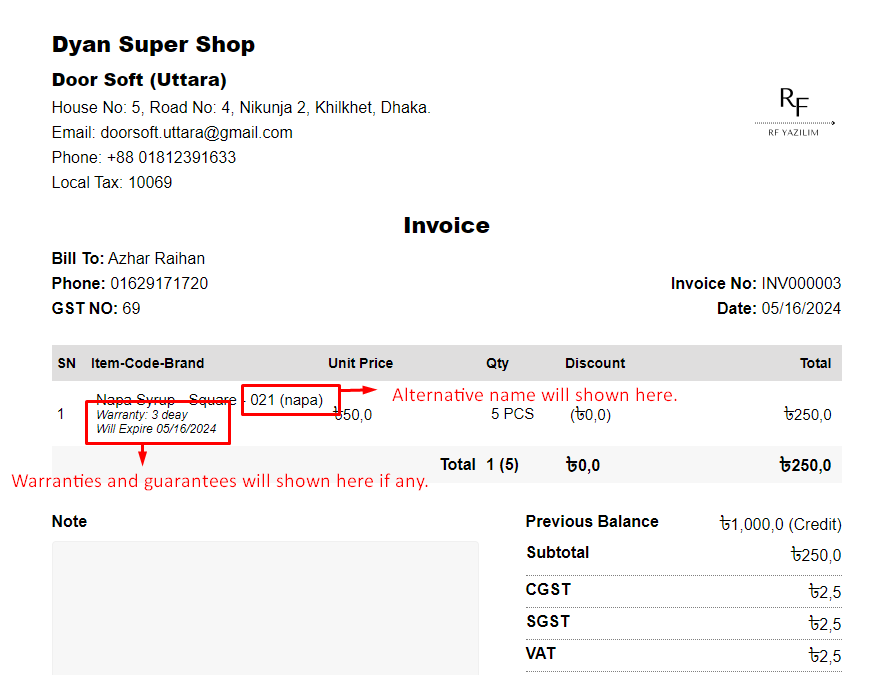 Dyan Super Shop
Door Soft (Uttara)
House No: 5, Road No: 4, Nikunja 2, Khilkhet, Dhaka.
Email: doorsoft.uttara@gmail.com
Phone: +88 01812391633
Local Tax: 10069
RF
RF YAZILIM
Invoice
Bill To: Azhar Raihan
Phone: 01629171720
GST NO: 69
Invoice No: INV000003
Date: 05/16/2024
SN Item-Code-Brand Unit Price Qty Discount Total
Napa Syrup - Square - 021 (napa)
Alternative name will shown here.
1 Warranty: 3 deay ৳50,0 5 PCS (৳0,0) ৳250,0
Will Expire 05/16/2024
Total 1 (5) ৳0,0 ৳250,0
Warranties and guarantees will shown here if any.
Note
Previous Balance ৳1,000,0 (Credit)
Subtotal ৳250,0
CGST ৳2,5
SGST ৳2,5
VAT ৳2,5